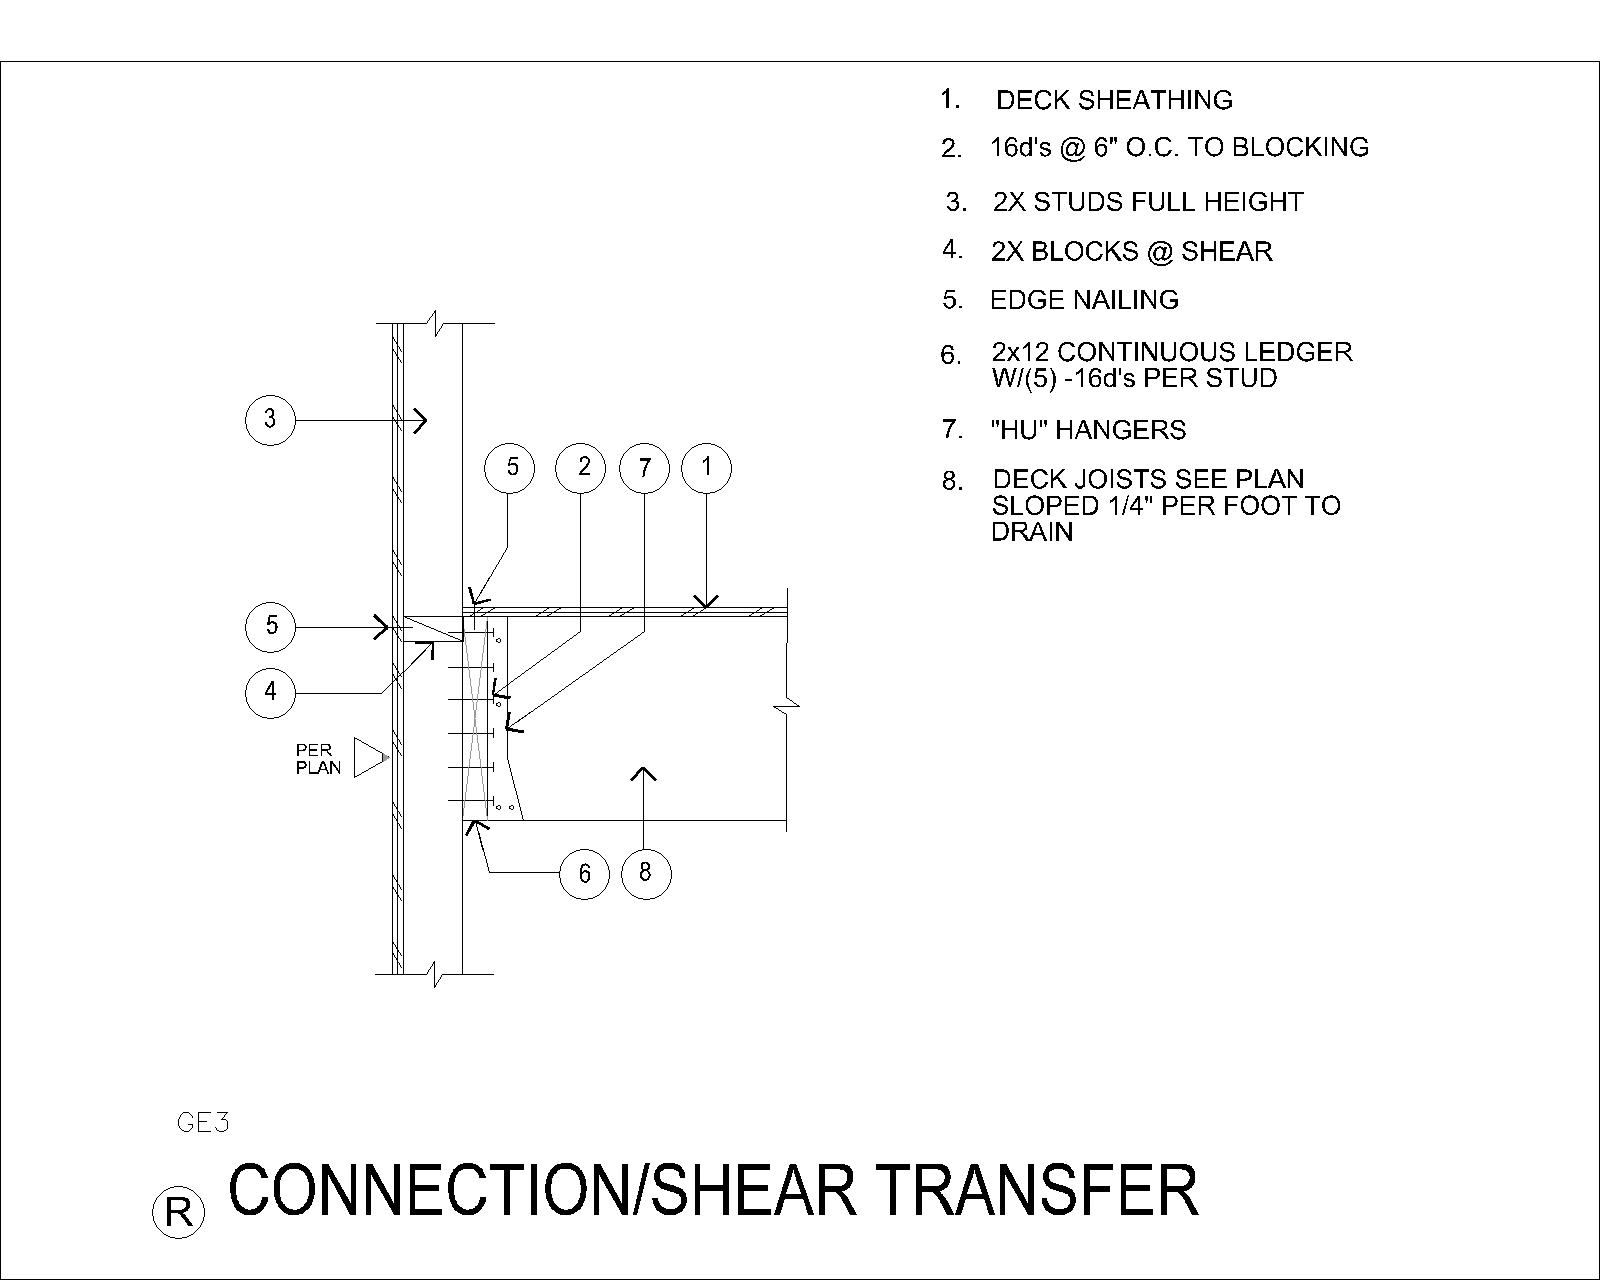 1. DECK SHEATHING
2. 16d's @ 6" O.C. TO BLOCKING
3. 2X STUDS FULL HEIGHT
4. 2X BLOCKS @ SHEAR
5. EDGE NAILING
6. 2x12 CONTINUOUS LEDGER
W/(5) -16d's PER STUD
7. "HU" HANGERS
8. DECK JOISTS SEE PLAN
SLOPED 1/4" PER FOOT TO
DRAIN
3
5 2 7 1
5
4
PER
PLAN
6 8
GE3
R CONNECTION/SHEAR TRANSFER